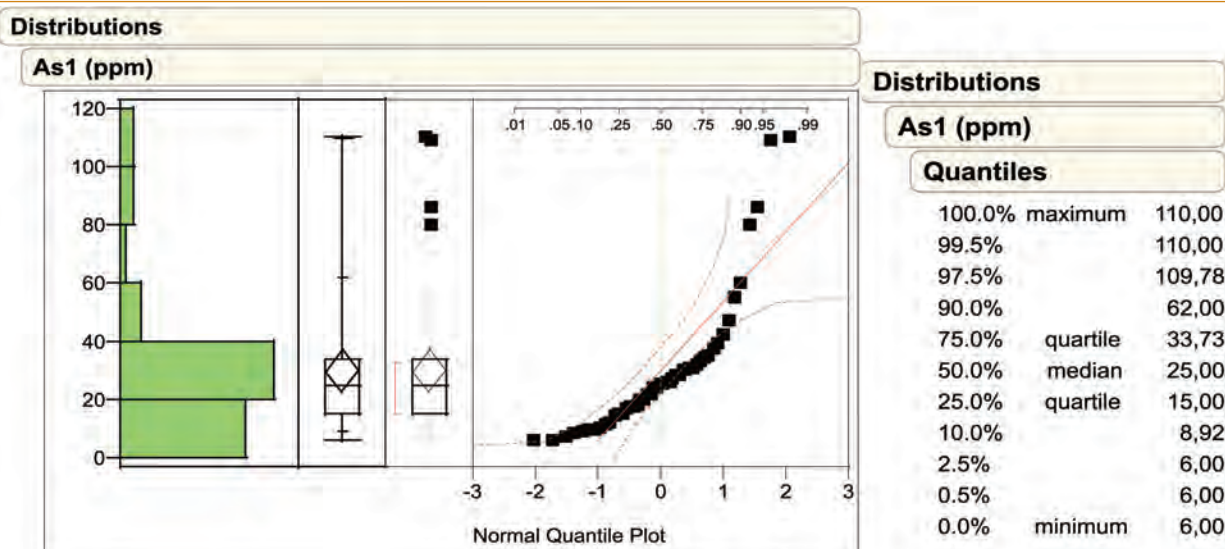 Distributions
As1 (ppm)
120
100
80
60
40
20
0
.01 .05 .10 .25 .50 .75 .90 .95 .99
-3 -2 -1 0 1 2 3
Normal Quantile Plot
Distributions
As1 (ppm)
Quantiles
100.0% maximum 110,00
99.5% 110,00
97.5% 109,78
90.0% 62,00
75.0% quartile 33,73
50.0% median 25,00
25.0% quartile 15,00
10.0% 8,92
2.5% 6,00
0.5% 6,00
0.0% minimum 6,00